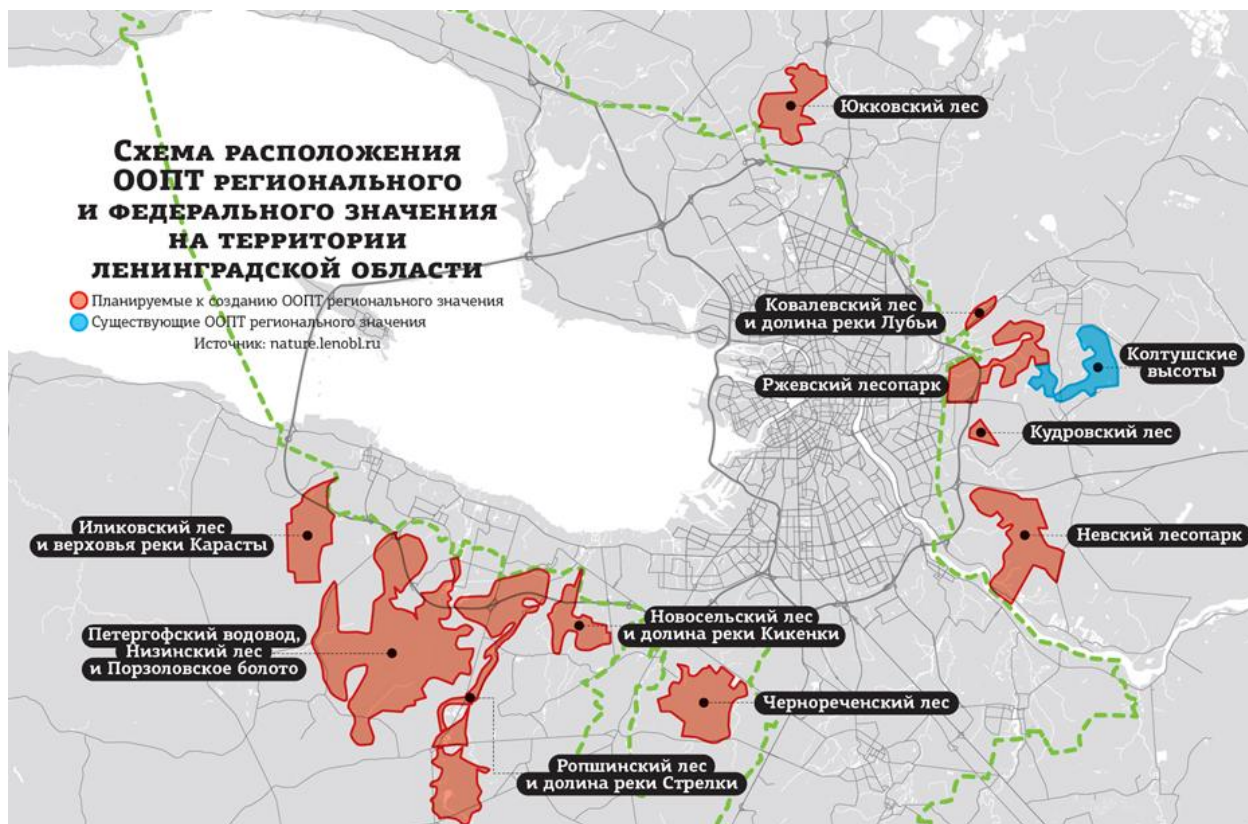 Схема расположения
ООПТ регионального
и федерального значения
на территории
Ленинградской области
Планируемые к созданию ООПТ регионального значения
Существующие ООПТ регионального значения
Источник: nature.lenobl.ru
Юкковский лес
Ковалевский лес
и долина реки Лубьи
Ржевский лесопарк
Колтушские
высоты
Кудровский лес
Невский лесопарк
Иликовский лес
и верховья реки Карасты
Петергофский водовод,
Низинский лес
и Порзоловское болото
Новосельский лес
и долина реки Кикенки
Чернореченский лес
Ропшинский лес
и долина реки Стрелки